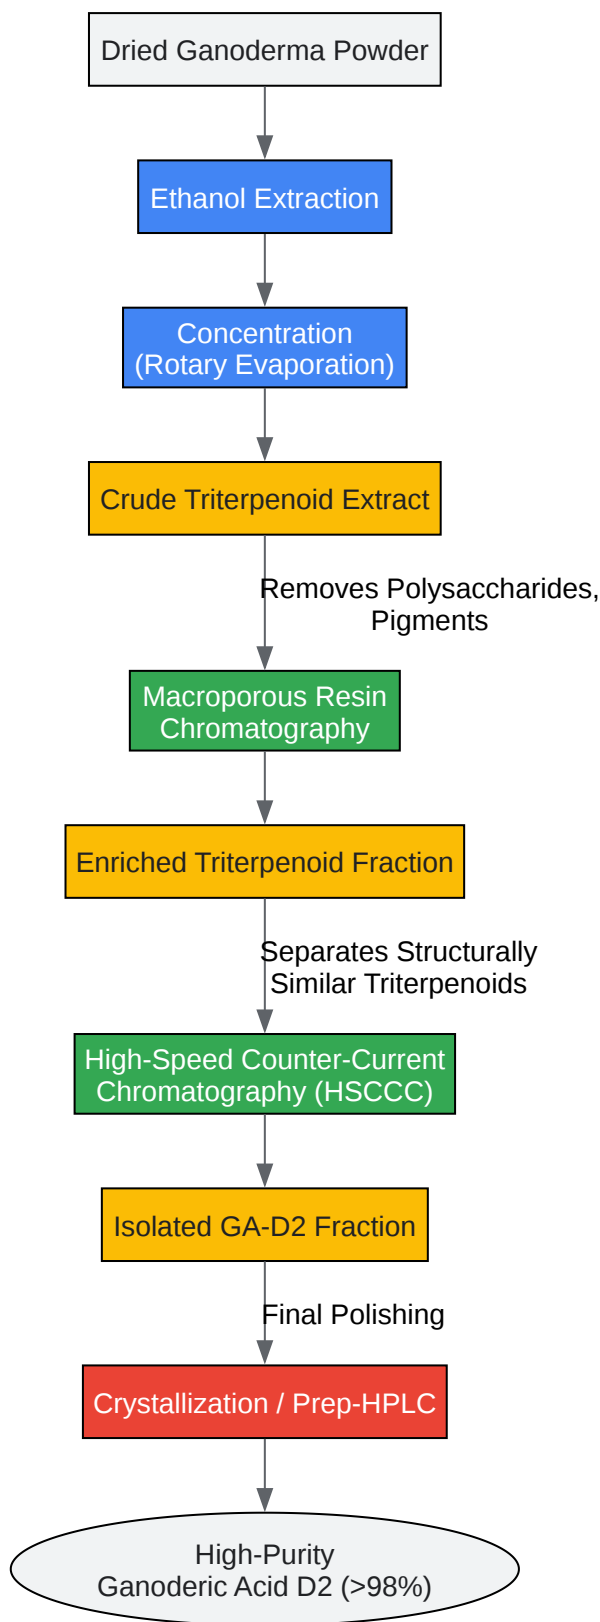 Dried Ganoderma Powder
Ethanol Extraction
Concentration
(Rotary Evaporation)
Crude Triterpenoid Extract
Removes Polysaccharides,
Pigments
Macroporous Resin
Chromatography
Enriched Triterpenoid Fraction
Separates Structurally
Similar Triterpenoids
High-Speed Counter-Current
Chromatography (HSCCC)
Isolated GA-D2 Fraction
Final Polishing
Crystallization / Prep-HPLC
High-Purity
Ganoderic Acid D2 (>98%)